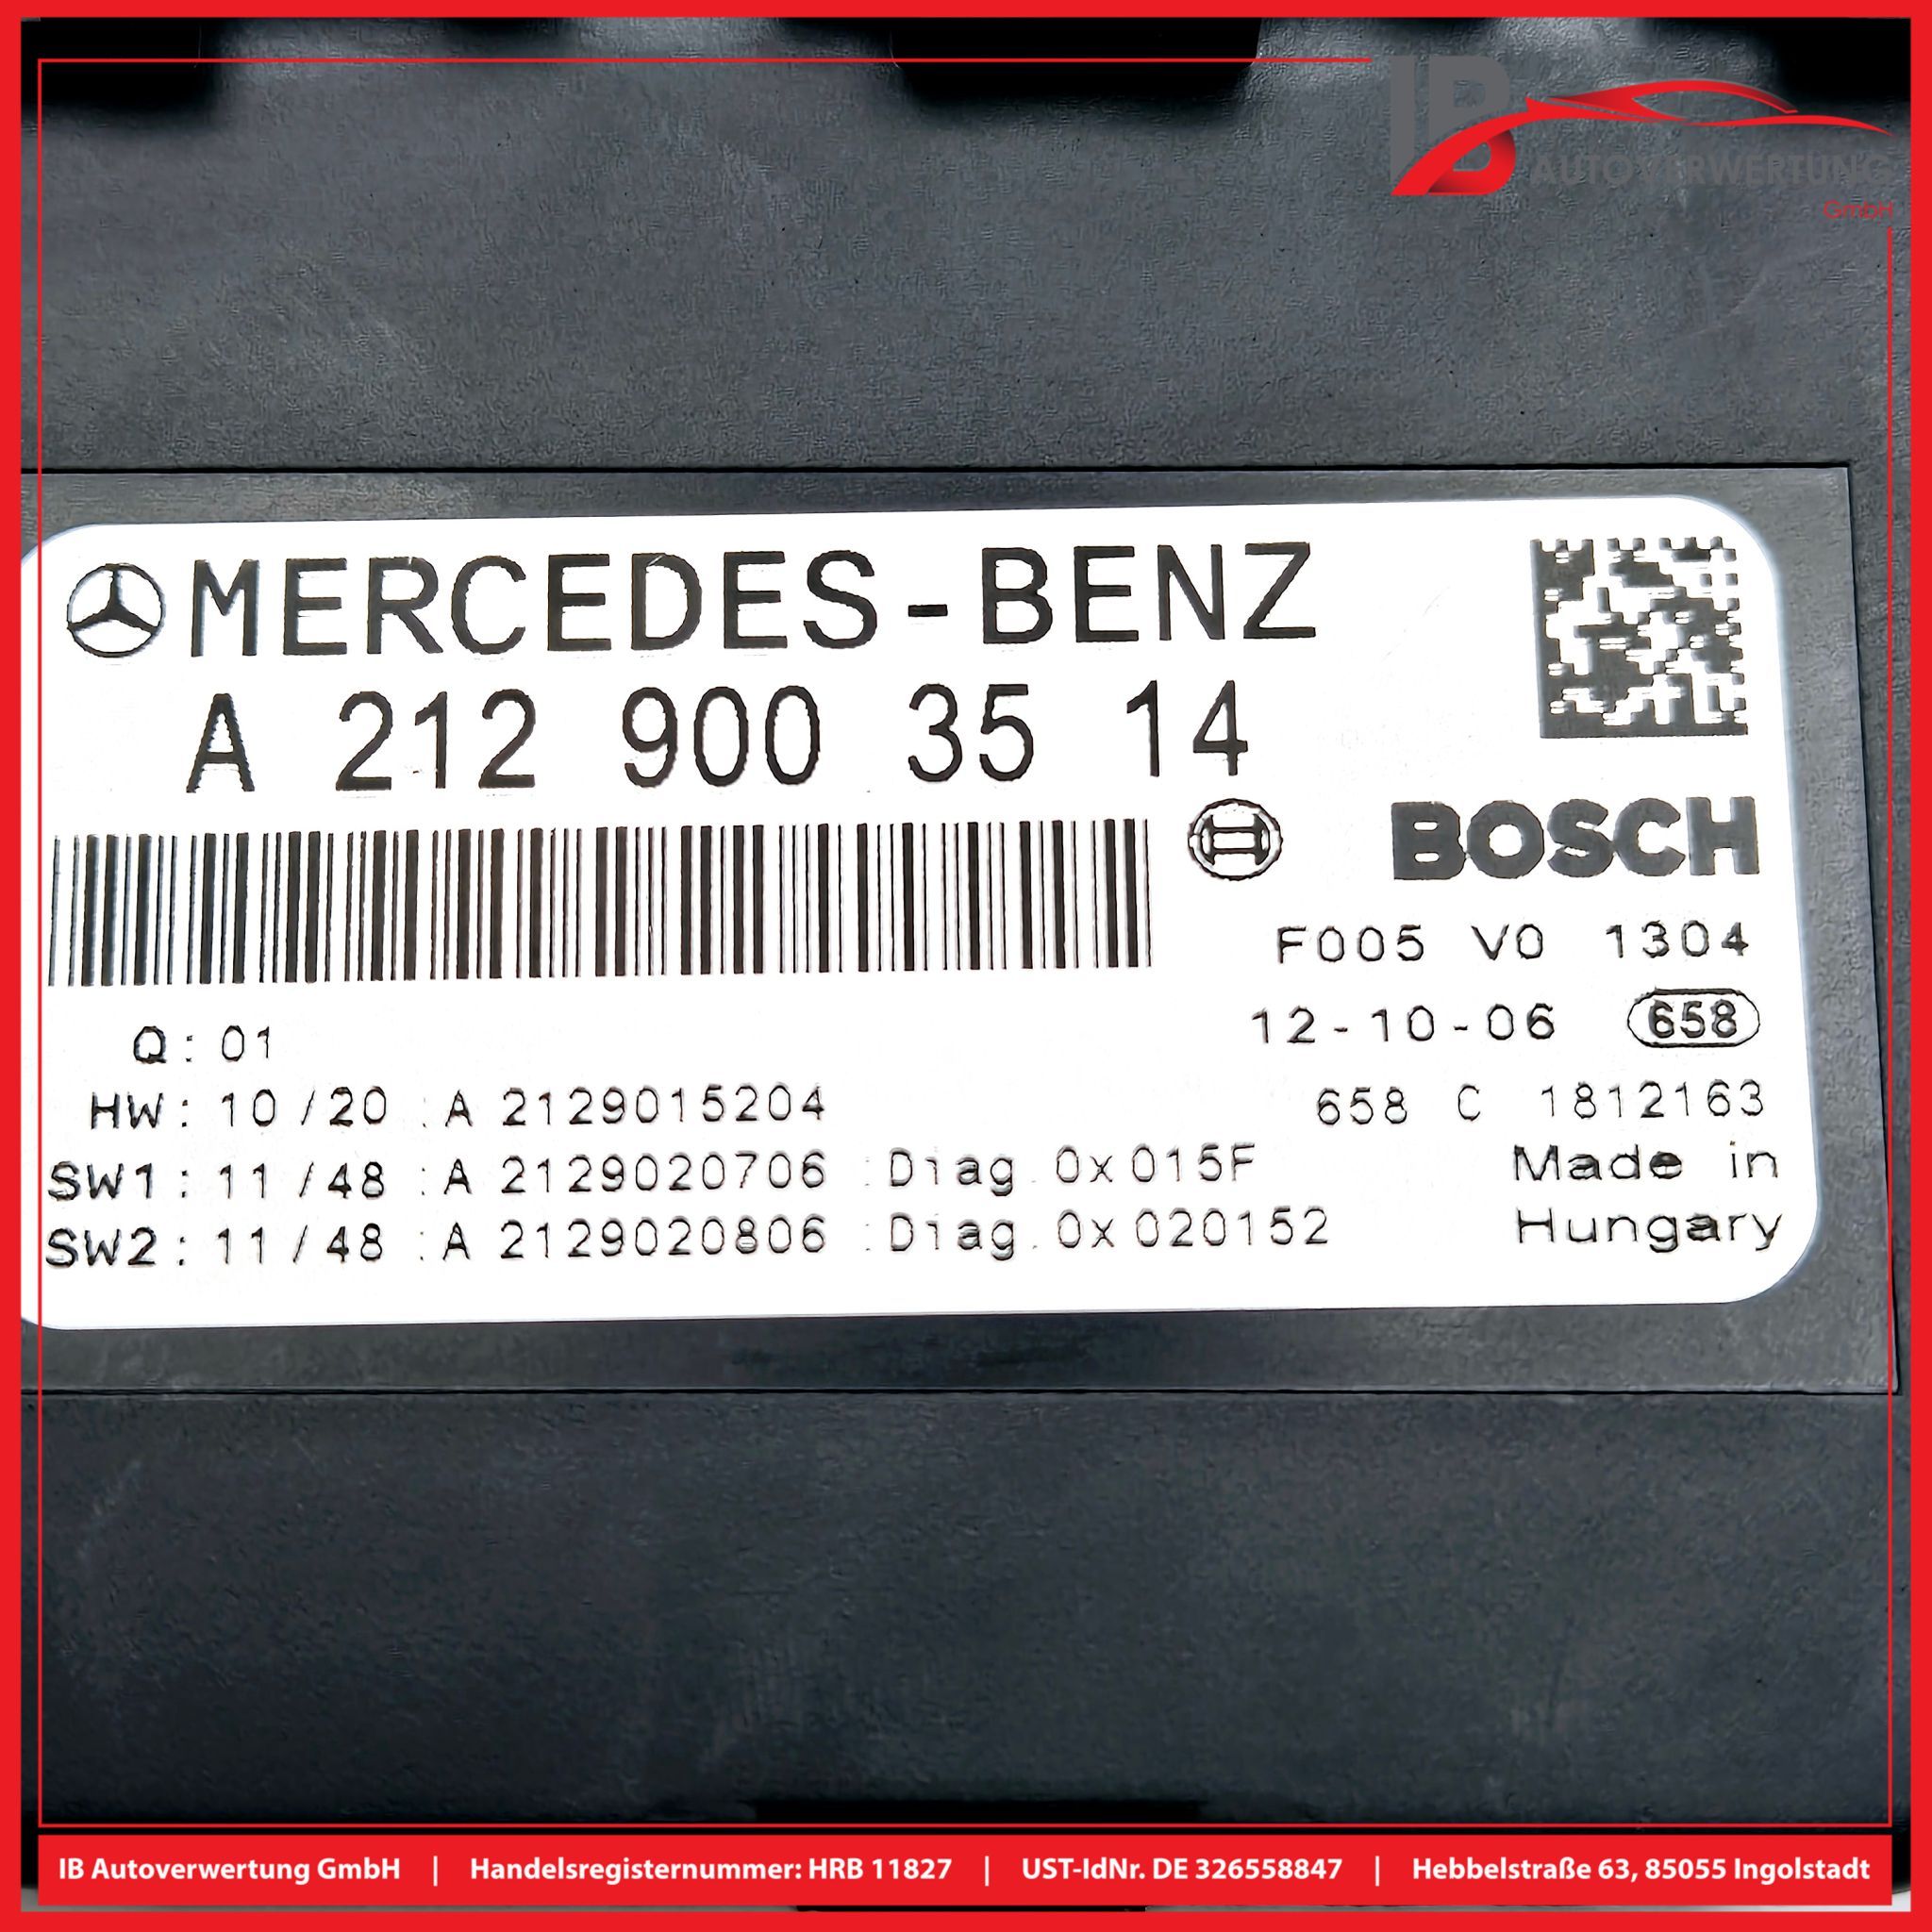 IB
AUTOVERWERTUNG
GmbH
MERCEDES-BENZ
A 212 900 35 14
BOSCH
F005 V0 1304
Q: 01
12-10-06 658
HW: 10/20 :A 2129015204
658 C 1812163
SW1: 11/48 :A 2129020706 :Diag.0x015F
Made in
SW2: 11/48 :A 2129020806 :Diag.0x020152
Hungary
IB Autoverwertung GmbH | Handelsregisternummer: HRB 11827 | UST-IdNr. DE 326558847 | Hebbelstraße 63, 85055 Ingolstadt